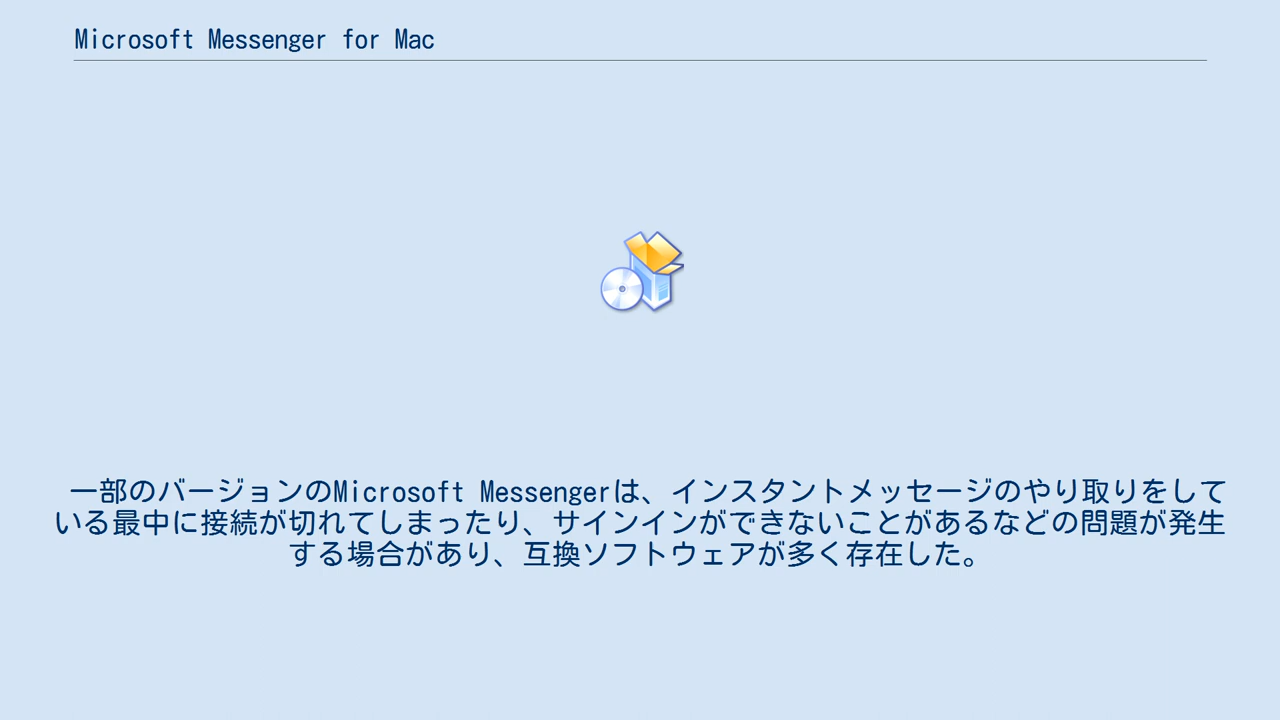 Microsoft Messenger for Mac
一部のバージョンのMicrosoft Messengerは、インスタントメッセージのやり取りをして
いる最中に接続が切れてしまったり、サインインができないことがあるなどの問題が発生
する場合があり、互換ソフトウェアが多く存在した。